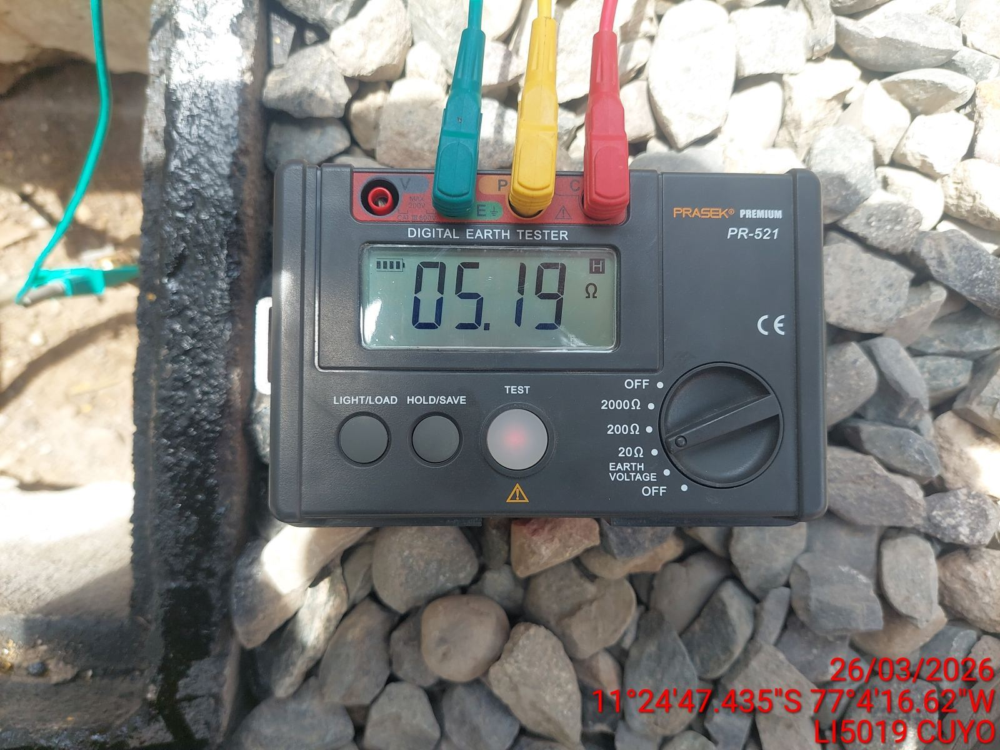 V P C
MAX
200V
CAT III 600V
E
PRASEK® PREMIUM
PR-521
DIGITAL EARTH TESTER
H
05.19 Ω
CE
LIGHT/LOAD HOLD/SAVE TEST
OFF
2000Ω
200Ω
20Ω
EARTH
VOLTAGE
OFF
26/03/2026
11°24'47.435"S 77°4'16.62"W
LI5019 CUYO